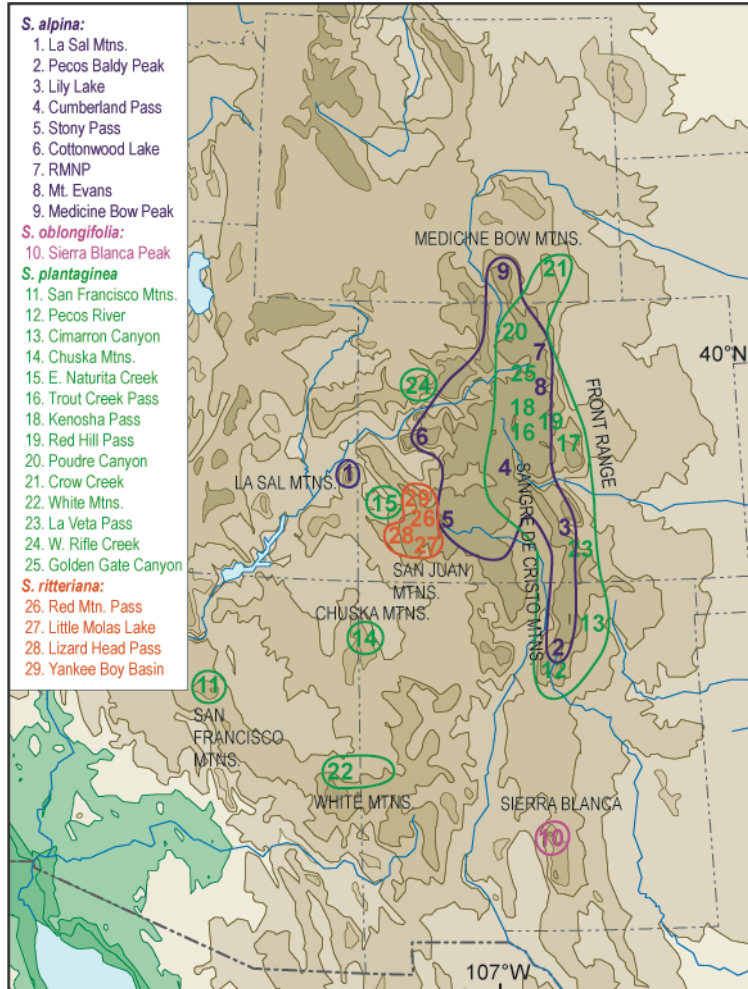 S. alpina:
1. La Sal Mtns.
2. Pecos Baldy Peak
3. Lily Lake
4. Cumberland Pass
5. Stony Pass
6. Cottonwood Lake
7. RMNP
8. Mt. Evans
9. Medicine Bow Peak
S. oblongifolia:
10. Sierra Blanca Peak
S. plantaginea
11. San Francisco Mtns.
12. Pecos River
13. Cimarron Canyon
14. Chuska Mtns.
15. E. Naturita Creek
16. Trout Creek Pass
18. Kenosha Pass
19. Red Hill Pass
20. Poudre Canyon
21. Crow Creek
22. White Mtns.
23. La Veta Pass
24. W. Rifle Creek
25. Golden Gate Canyon
S. ritteriana:
26. Red Mtn. Pass
27. Little Molas Lake
28. Lizard Head Pass
29. Yankee Boy Basin
MEDICINE BOW MTNS.
9
21
20
7
40°N
25
24
8
FRONT RANGE
18
19
16
17
6
LA SAL MTNS.
1
4
SANGRE DE CRISTO MTNS
15
29
26
5
3
28
27
23
SAN JUAN
MTNS.
CHUSKA MTNS.
14
13
2
12
11
SAN
FRANCISCO
MTNS.
22
WHITE MTNS.
SIERRA BLANCA
10
107°W